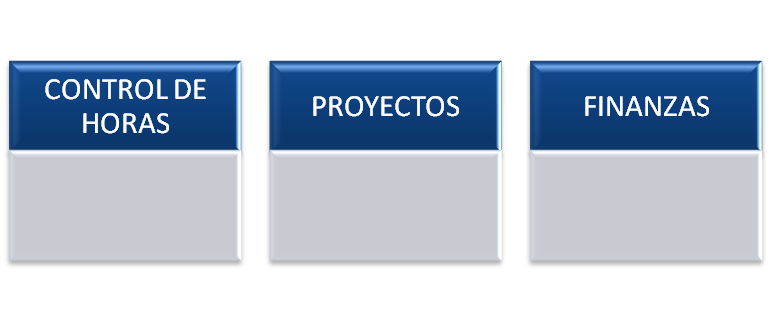 CONTROL DE
HORAS
PROYECTOS
FINANZAS